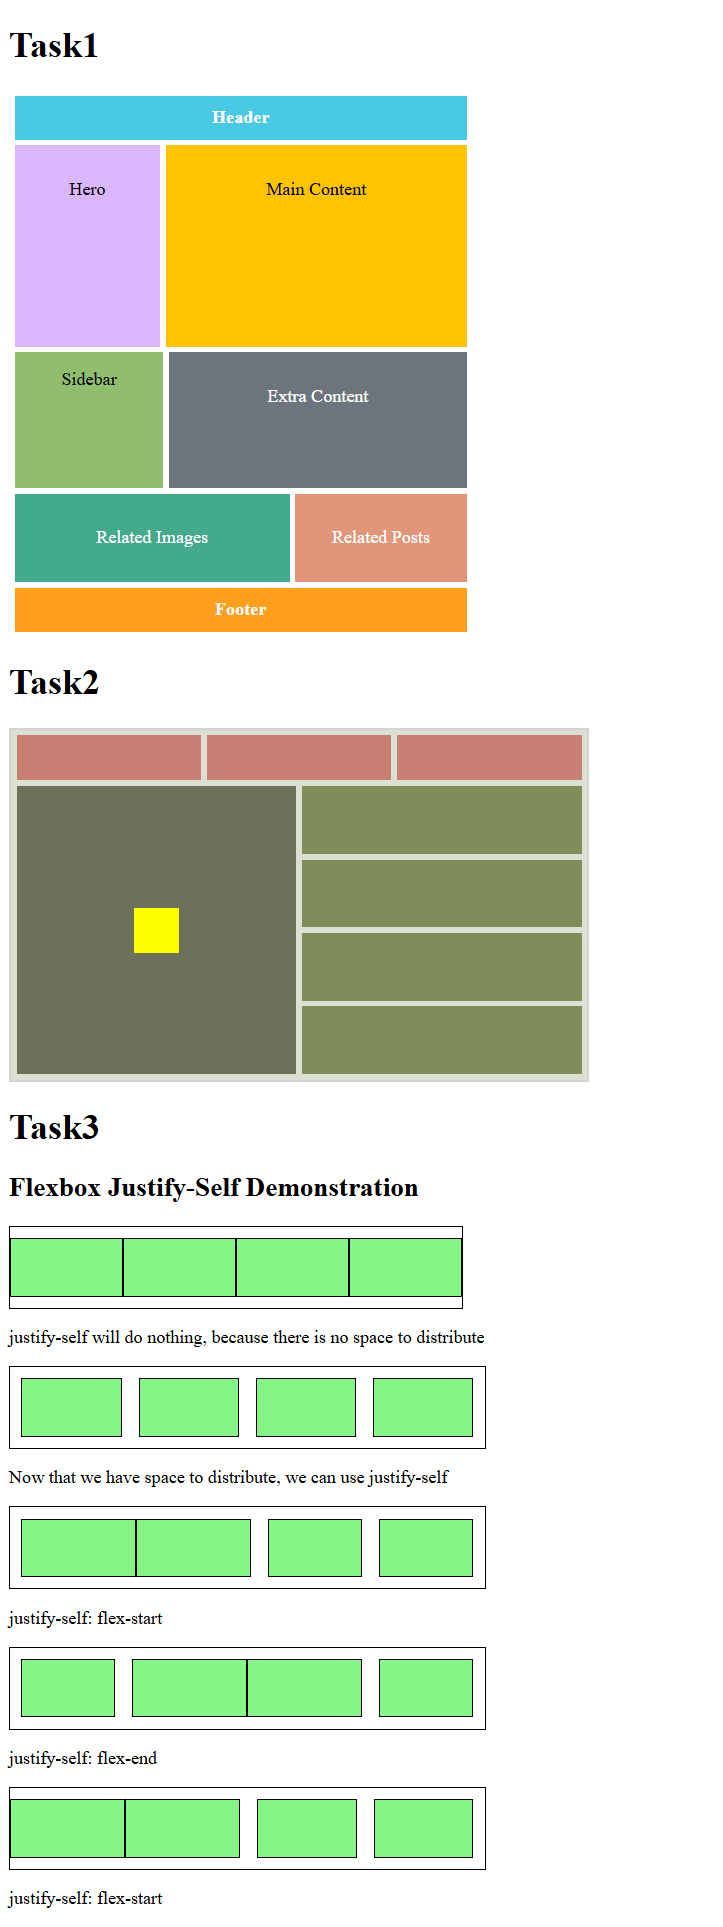 Task1
Header
Hero
Main Content
Sidebar
Extra Content
Related Images
Related Posts
Footer
Task2
Task3
Flexbox Justify-Self Demonstration
justify-self will do nothing, because there is no space to distribute
Now that we have space to distribute, we can use justify-self
justify-self: flex-start
justify-self: flex-end
justify-self: flex-start